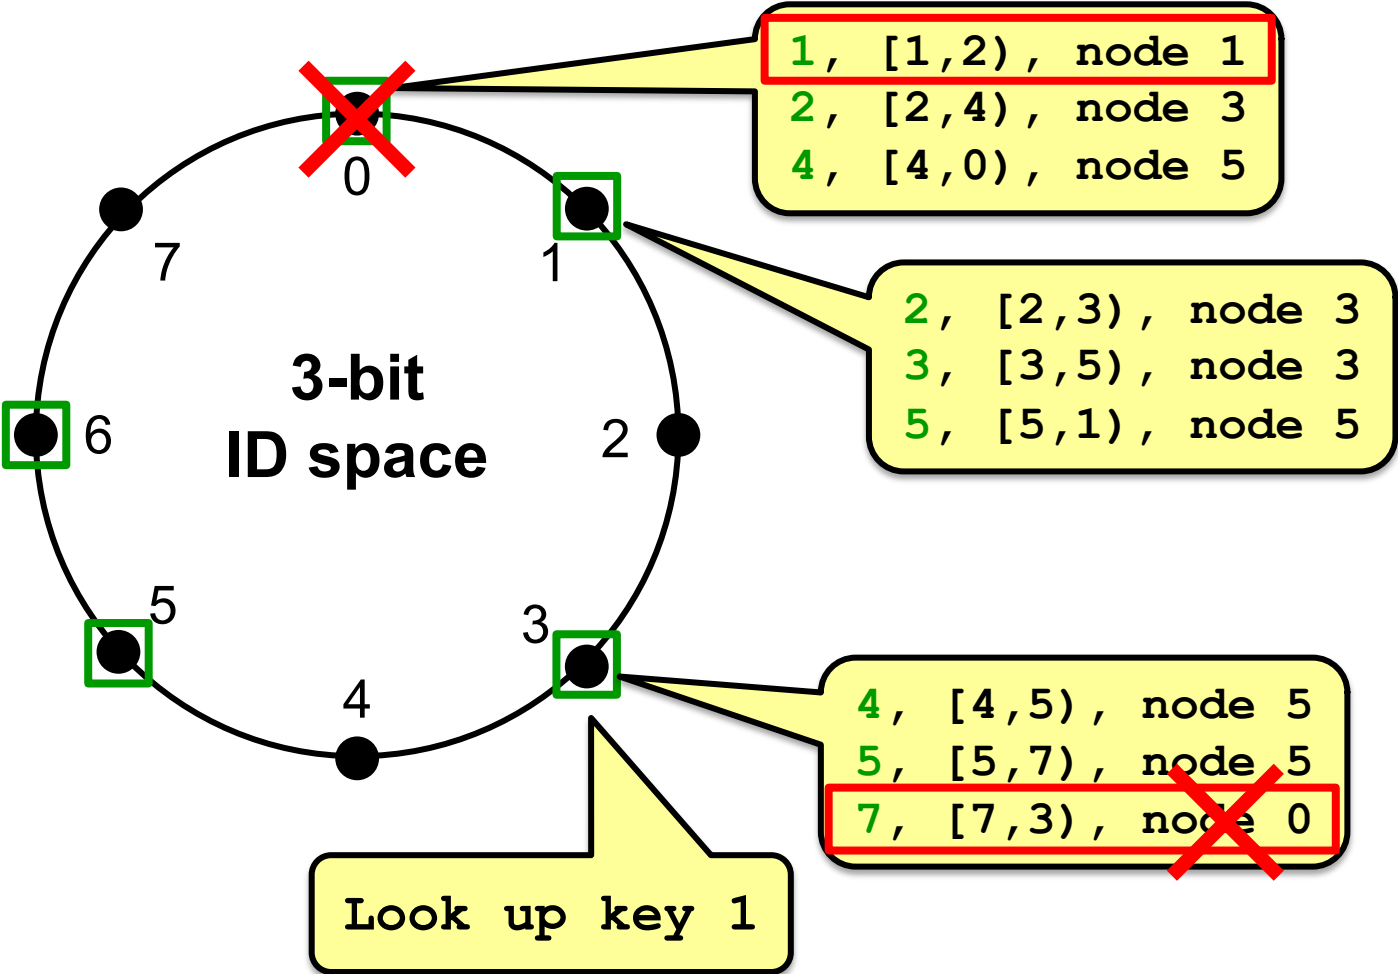 1, [1,2), node 1
2, [2,4), node 3
4, [4,0), node 5
0
7
1
2, [2,3), node 3
3, [3,5), node 3
5, [5,1), node 5
3-bit
ID space
6
2
5
3
4
4, [4,5), node 5
5, [5,7), node 5
7, [7,3), node 0
Look up key 1